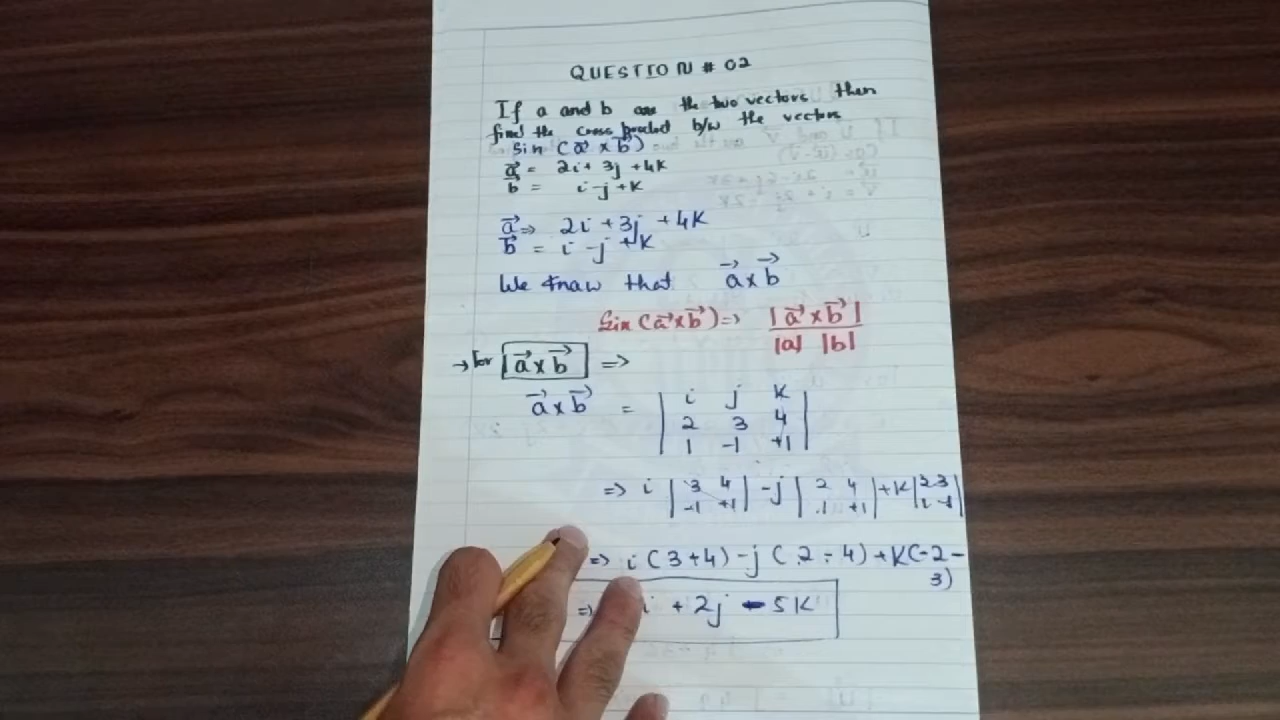 QUESTION # 02
If a and b are the two vectors then
find the cross product b/w the vectors
Sin (a⃗ × b⃗)
a⃗ = 2i + 3j + 4K
b = i - j + K
a⃗ ⇒ 2i + 3j + 4K
b⃗ = i - j + K
We know that a⃗ × b⃗
Sin (a⃗ × b⃗) ⇒ |a⃗ × b⃗| / |a| |b|
→ For |a⃗ × b⃗| ⇒
a⃗ × b⃗ = | i j K |
| 2 3 4 |
| 1 -1 +1 |
⇒ i | 3 4 | - j | 2 4 | + K | 2 3 |
| -1 +1 | | 1 +1 | | 1 -1 |
⇒ i (3+4) - j (2-4) + K (-2-
3)
⇒ i + 2j - 5K